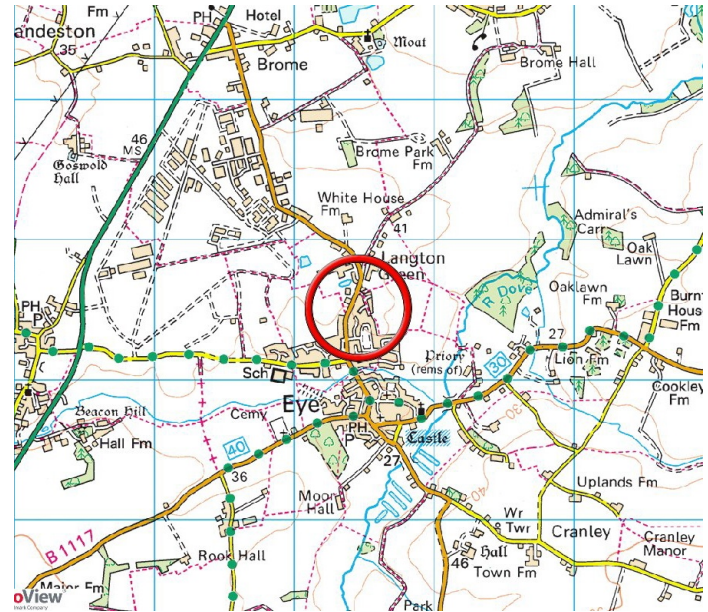 Fm
PH
Hotel
andeston
35
Brome
Moat
Brome Hall
46
MS
Goswold
Hall
Brome Park
Fm
White House
Fm
41
Admiral's
Carr
Langton
Green
Oak
Lawn
R Dove
Oaklawn
Fm
PH
P
Burnt
House
Fm
27
Lion Fm
Priory
(rems of)
30
Sch
Eye
Cookley
Fm
Beacon Hill
Hall Fm
Cemy
PH
P
Castle
30
40
27
36
40
Moor
Hall
Uplands Fm
Wr
Twr
Cranley
B 1117
Rook Hall
Hall
46
Town Fm
Cranley
Manor
Major Fm
Park
oView